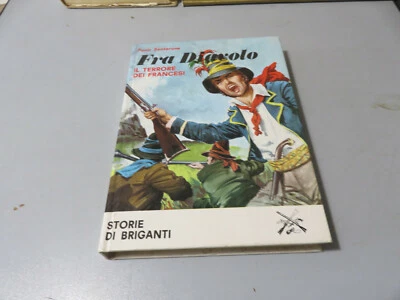 Fra Diavolo
IL TERRORE
DEI FRANCESI
STORIE
DI BRIGANTI